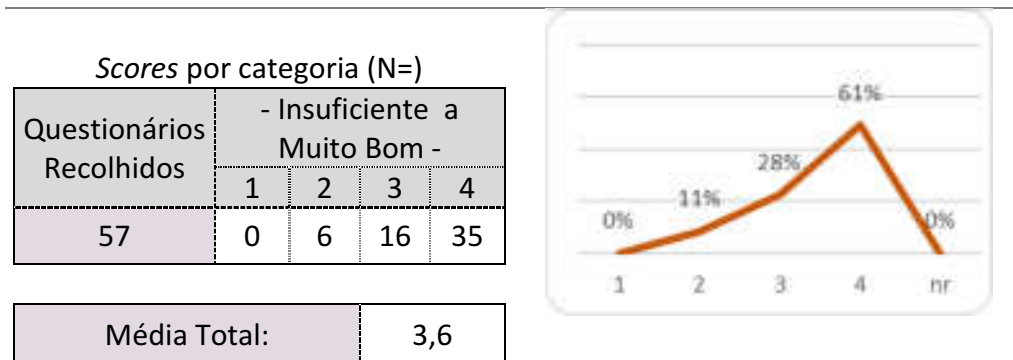 Scores por categoria (N=)
Questionários
Recolhidos
- Insuficiente a
Muito Bom -
1 2 3 4
57 0 6 16 35
Média Total: 3,6
0% 11% 28% 61% 0%
1 2 3 4 nr